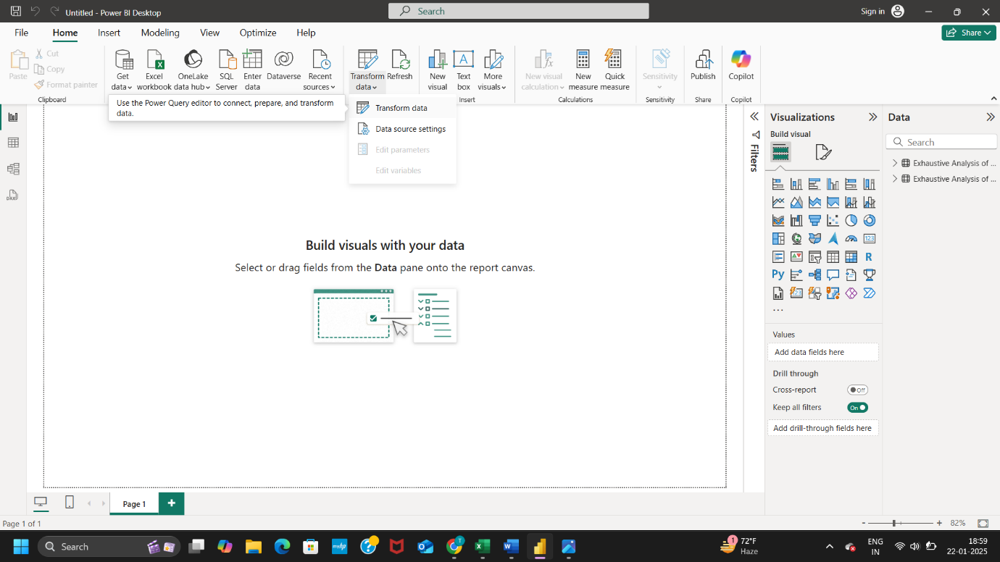 Untitled - Power BI Desktop
Search
Sign in
File
Home
Insert
Modeling
View
Optimize
Help
Share
Paste
Cut
Copy
Format painter
Clipboard
Get
data
Excel
workbook
OneLake
data hub
SQL
Server
Enter
data
Dataverse
Recent
sources
Transform
data
Refresh
New
visual
Text
box
More
visuals
Insert
New visual
calculation
New
measure
Quick
measure
Calculations
Sensitivity
Sensitivity
Publish
Share
Copilot
Copilot
Use the Power Query editor to connect, prepare, and transform
data.
Transform data
Data source settings
Edit parameters
Edit variables
Build visuals with your data
Select or drag fields from the Data pane onto the report canvas.
Filters
Visualizations
Build visual
123
R
Py
123
...
Values
Add data fields here
Drill through
Cross-report
Off
Keep all filters
On
Add drill-through fields here
Data
Search
Exhaustive Analysis of ...
Exhaustive Analysis of ...
DAX
Page 1
+
Page 1 of 1
- + 82%
Search
myhp
1
72°F
Haze
ENG
IN
18:59
22-01-2025